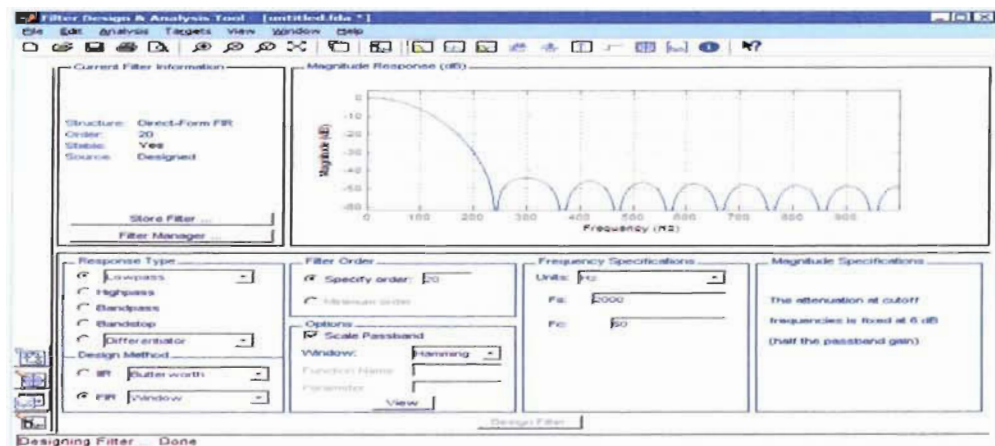 Filter Design & Analysis Tool - [untitled.fda *]
File Edit Analysis Targets View Window Help
Current Filter Information
Structure: Direct-Form FIR
Order: 20
Stable: Yes
Source: Designed
Store Filter ...
Filter Manager ...
Magnitude Response (dB)
Magnitude (dB)
0
-10
-20
-30
-40
-50
-60
0 100 200 300 400 500 600 700 800 900
Frequency (Hz)
Response Type
Lowpass
Highpass
Bandpass
Bandstop
Differentiator
Design Method
IIR Butterworth
FIR Window
Filter Order
Specify order: 20
Minimum order
Options
Scale Passband
Window: Hamming
Function Name
Parameter
View
Frequency Specifications
Units: Hz
Fs: 2000
Fc: 60
Magnitude Specifications
The attenuation at cutoff
frequencies is fixed at 6 dB
(half the passband gain)
Design Filter
Designing Filter ... Done